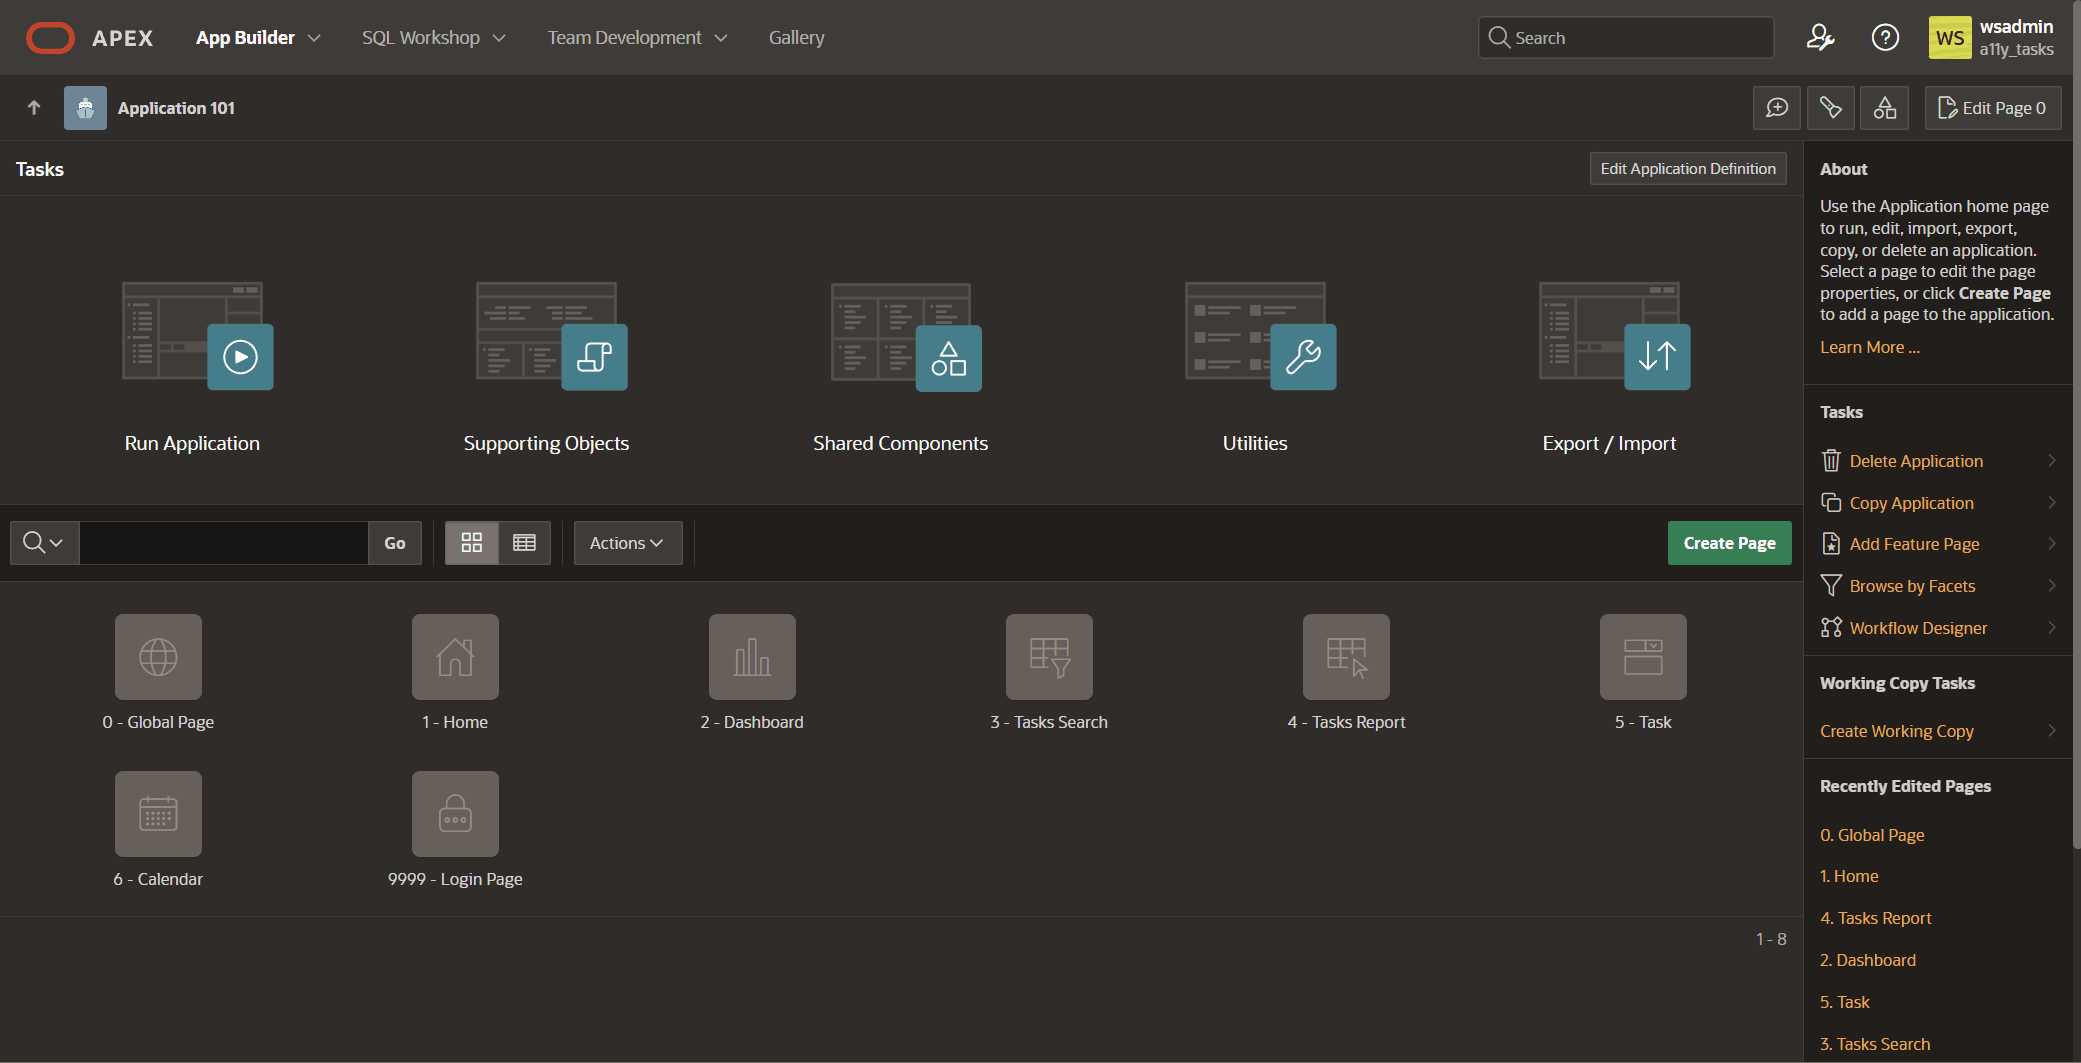 APEX
App Builder
SQL Workshop
Team Development
Gallery
Search
WS
wsadmin
a11y_tasks
Application 101
Edit Page 0
Tasks
Edit Application Definition
Run Application
Supporting Objects
Shared Components
Utilities
Export / Import
Go
Actions
Create Page
0 - Global Page
1 - Home
2 - Dashboard
3 - Tasks Search
4 - Tasks Report
5 - Task
6 - Calendar
9999 - Login Page
1 - 8
About
Use the Application home page
to run, edit, import, export,
copy, or delete an application.
Select a page to edit the page
properties, or click Create Page
to add a page to the application.
Learn More ...
Tasks
Delete Application
Copy Application
Add Feature Page
Browse by Facets
Workflow Designer
Working Copy Tasks
Create Working Copy
Recently Edited Pages
0. Global Page
1. Home
4. Tasks Report
2. Dashboard
5. Task
3. Tasks Search